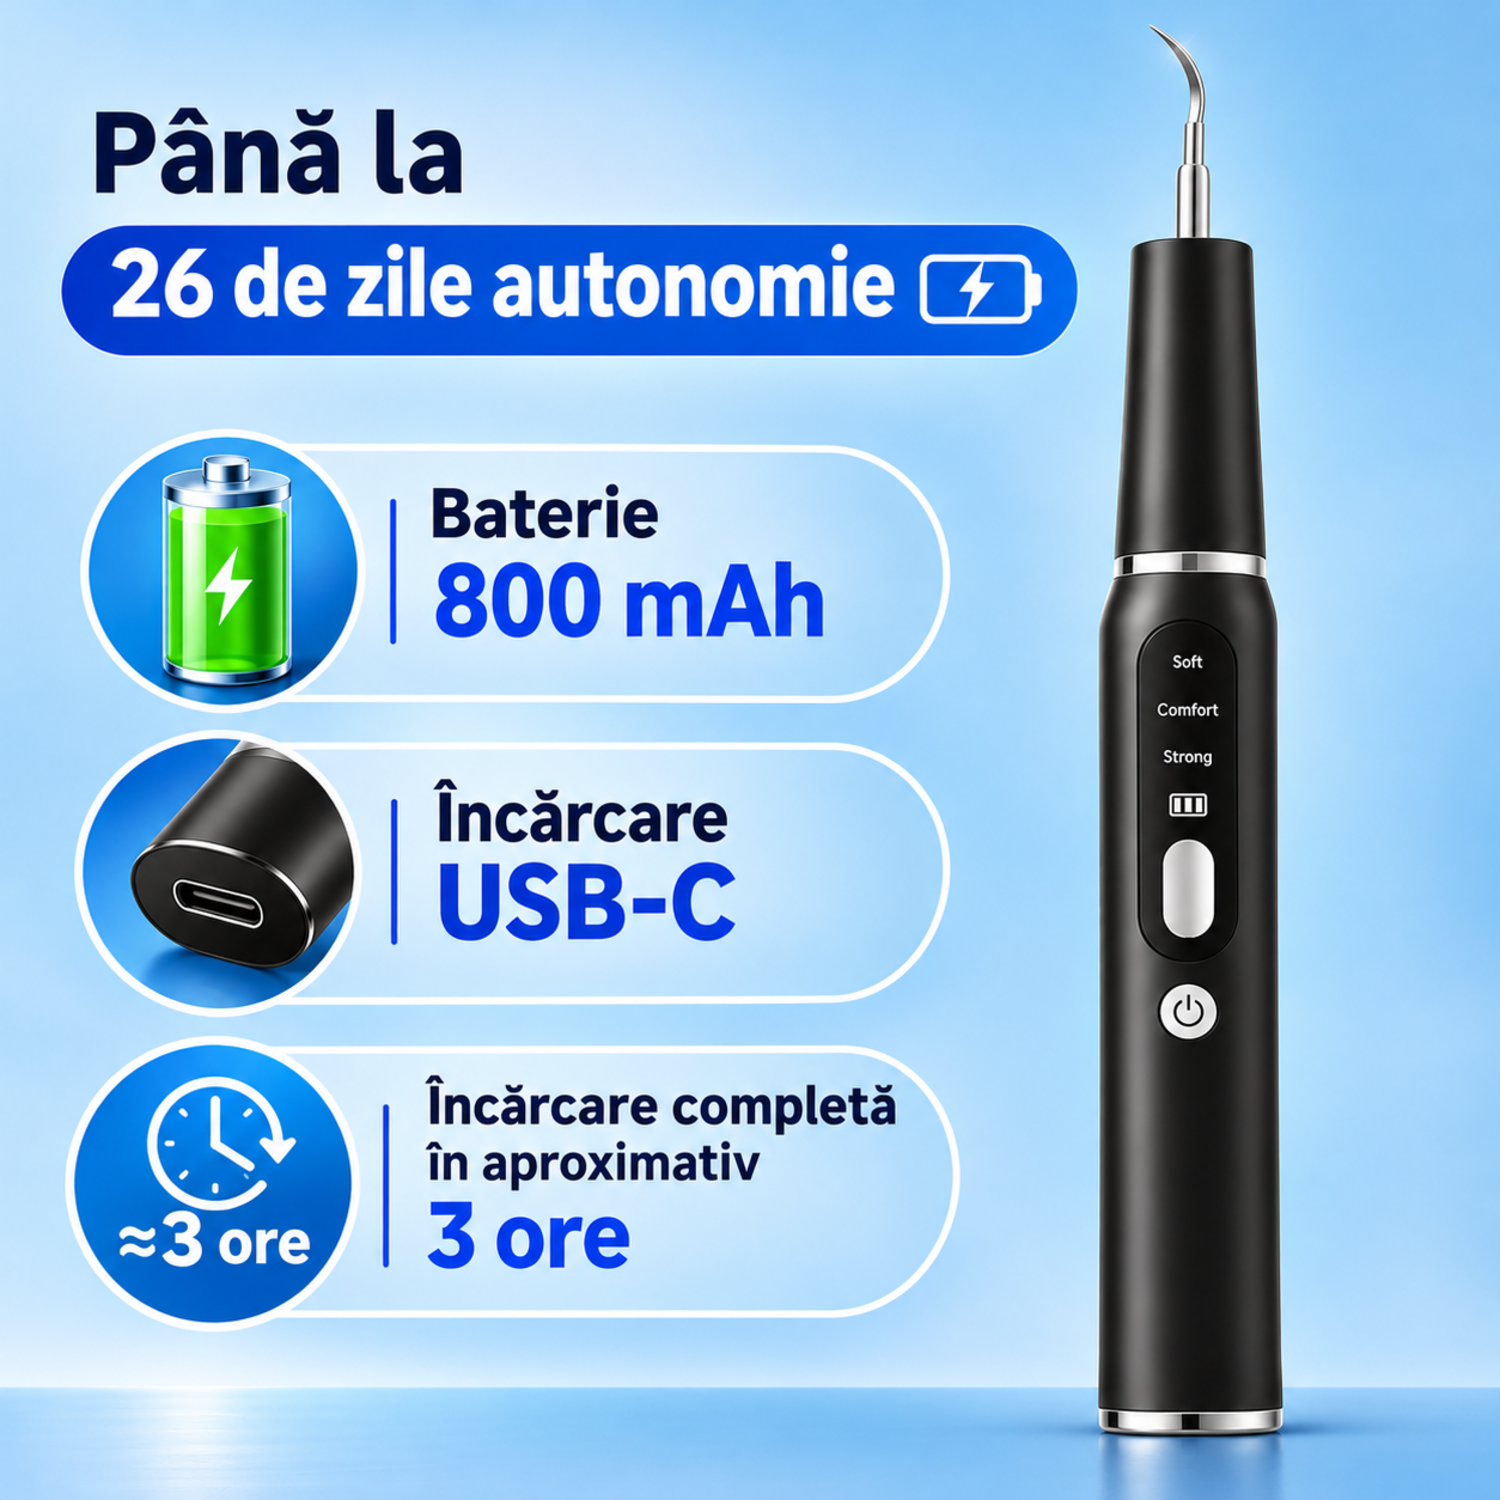 Până la
26 de zile autonomie
Baterie
800 mAh
Încărcare
USB-C
≈3 ore
Încărcare completă
în aproximativ
3 ore
Soft
Comfort
Strong